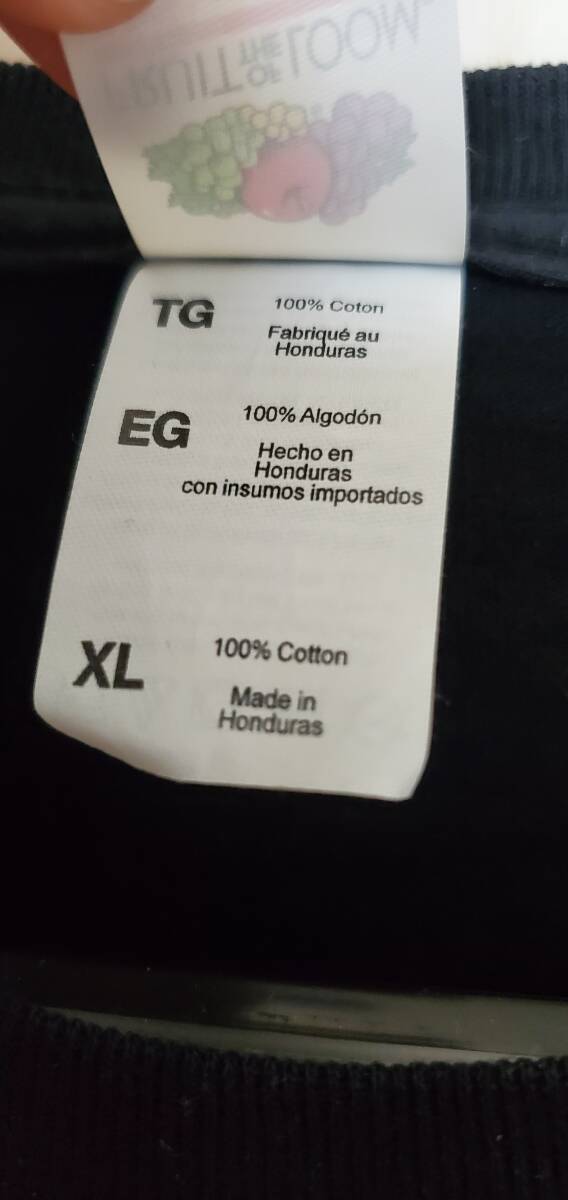 FRUIT OF THE LOOM
TG
100% Coton
Fabriqué au
Honduras
EG
100% Algodón
Hecho en
Honduras
con insumos importados
XL
100% Cotton
Made in
Honduras